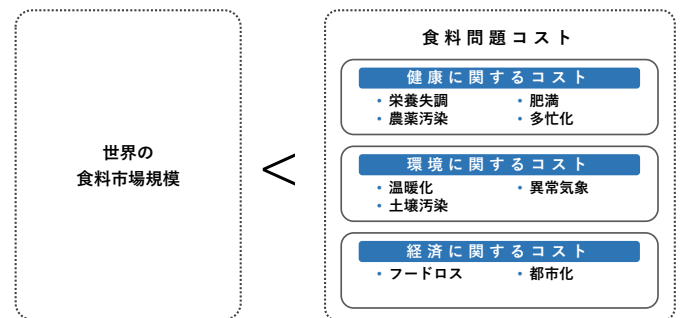 世界の
食料市場規模
<
食料問題コスト
健康に関するコスト
• 栄養失調 • 肥満
• 農薬汚染 • 多忙化
環境に関するコスト
• 温暖化 • 異常気象
• 土壌汚染
経済に関するコスト
• フードロス • 都市化